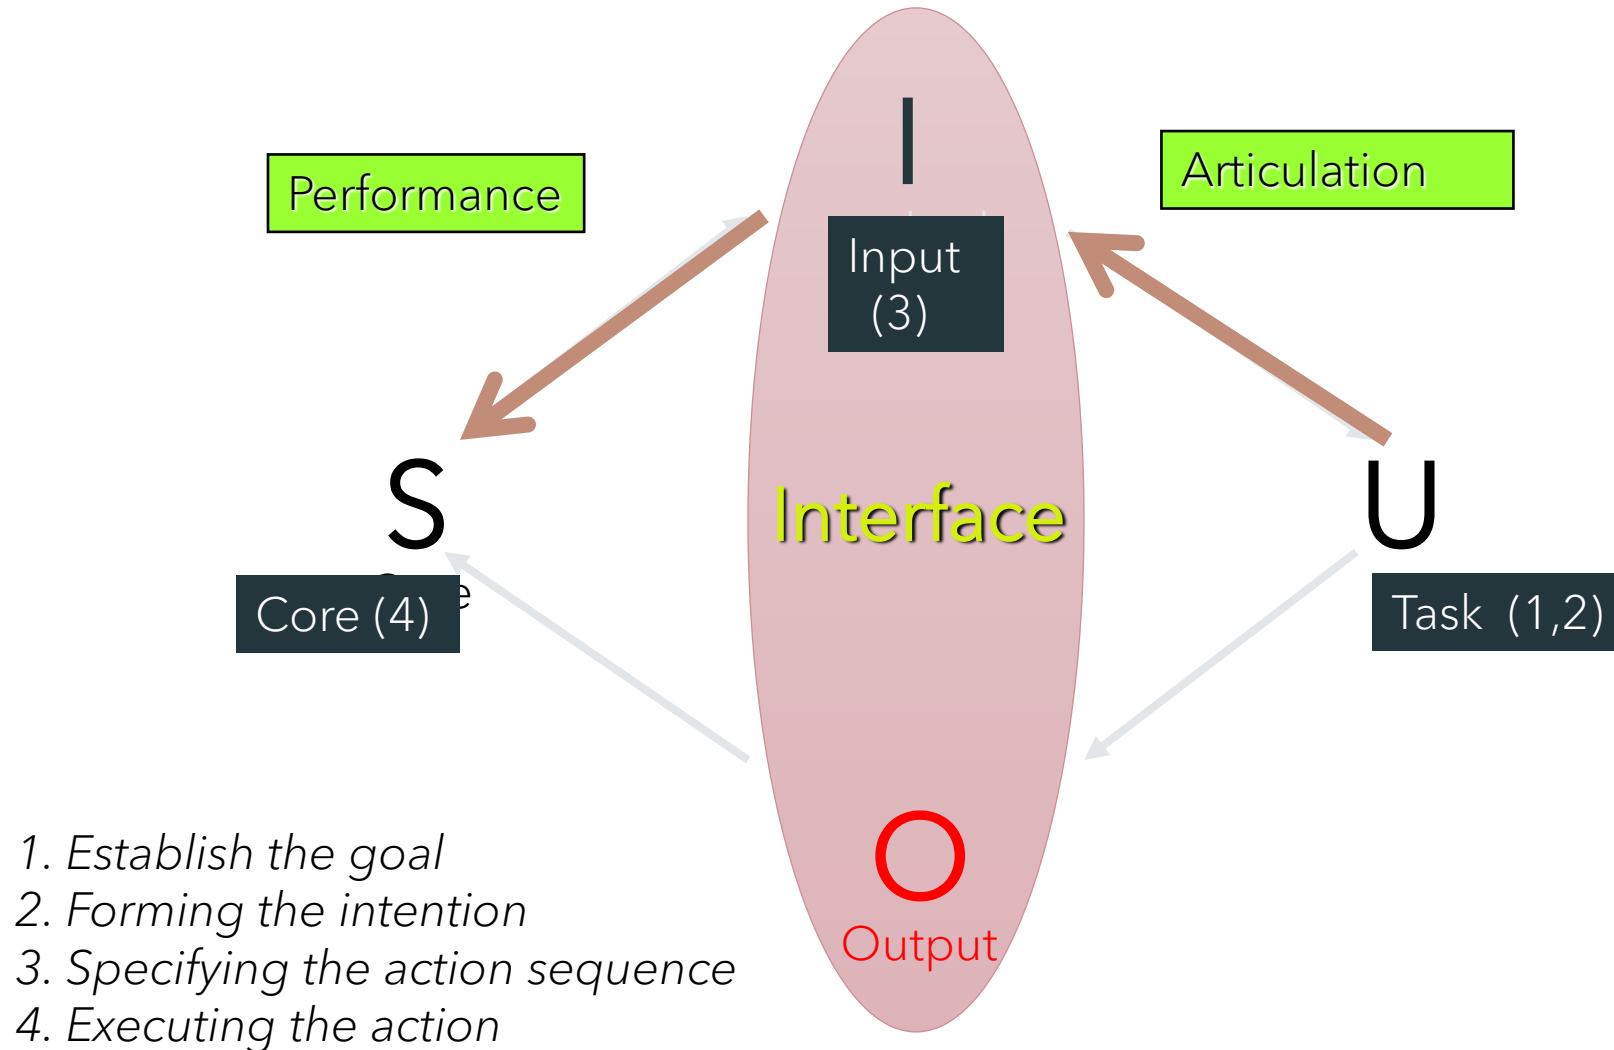 I
Performance
Articulation
Input
(3)
S
Interface
U
Core (4)
Task (1,2)
O
Output
1. Establish the goal
2. Forming the intention
3. Specifying the action sequence
4. Executing the action